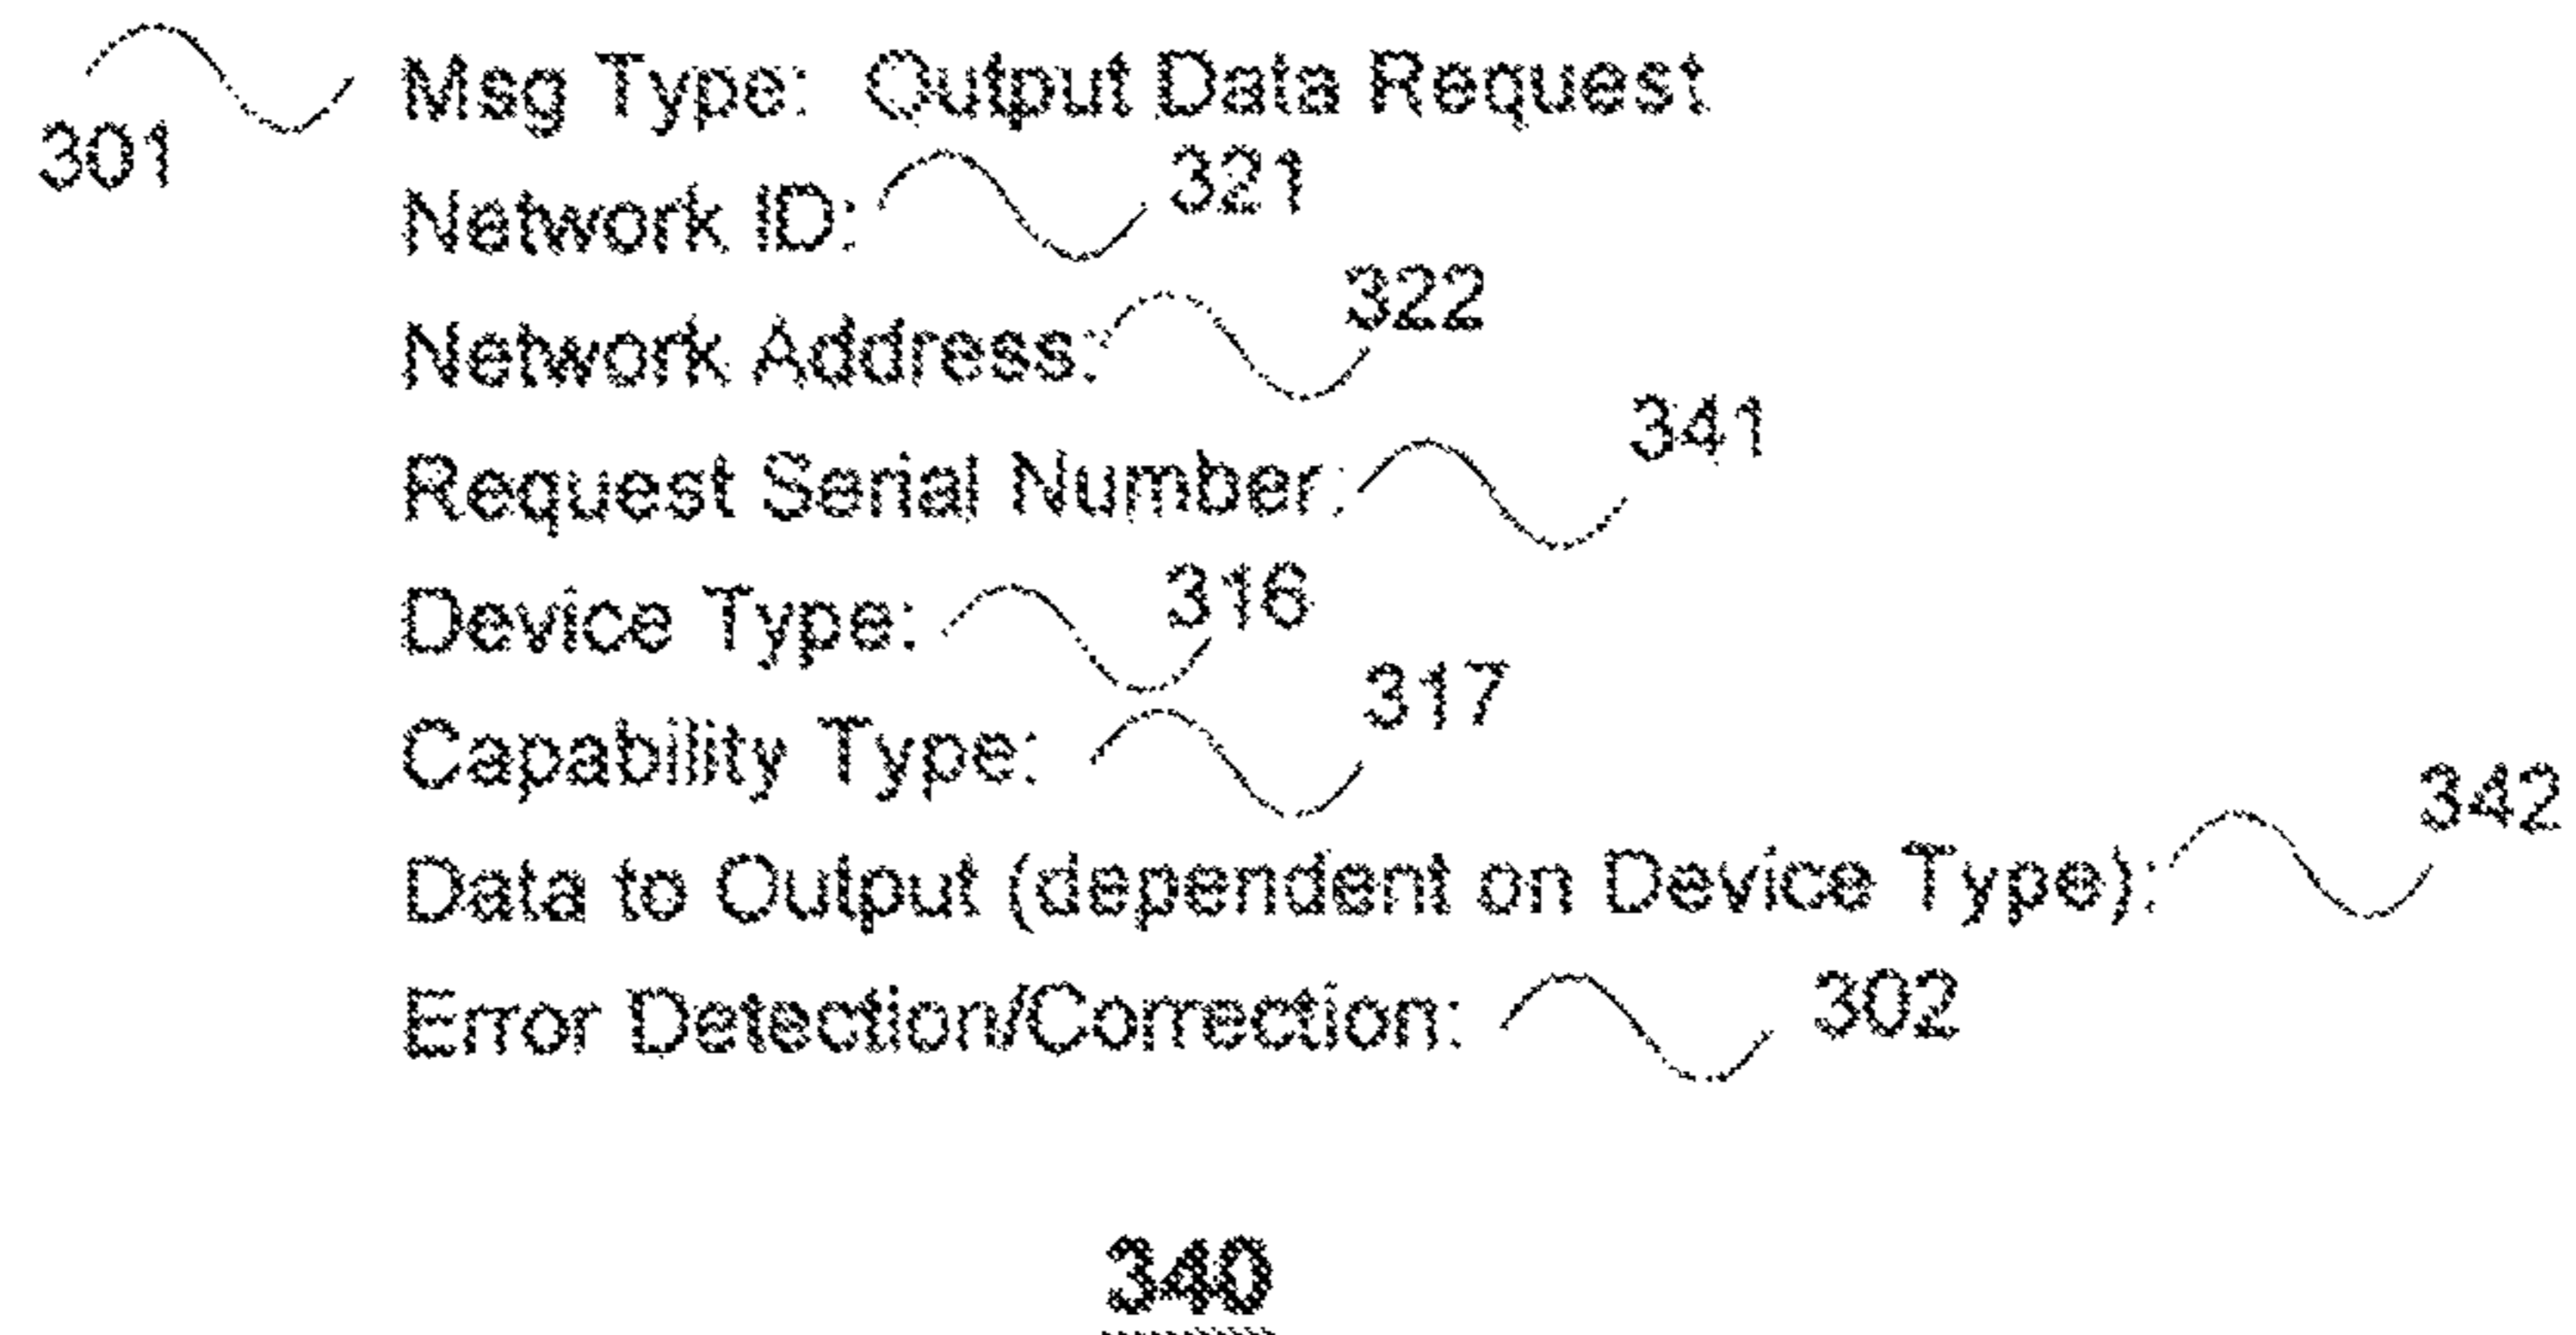 301 Msg Type: Output Data Request
Network ID: 321
Network Address: 322
Request Serial Number: 341
Device Type: 316
Capability Type: 317
Data to Output (dependent on Device Type): 342
Error Detection/Correction: 302
340